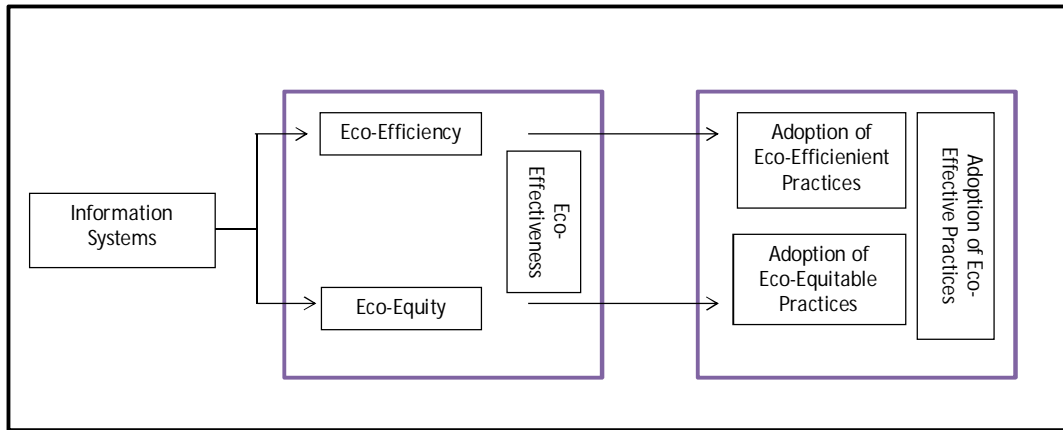 Information
Systems
Eco-Efficiency
Eco-Equity
Eco-
Effectiveness
Adoption of
Eco-Efficienient
Practices
Adoption of
Eco-Equitable
Practices
Adoption of Eco-
Effective Practices